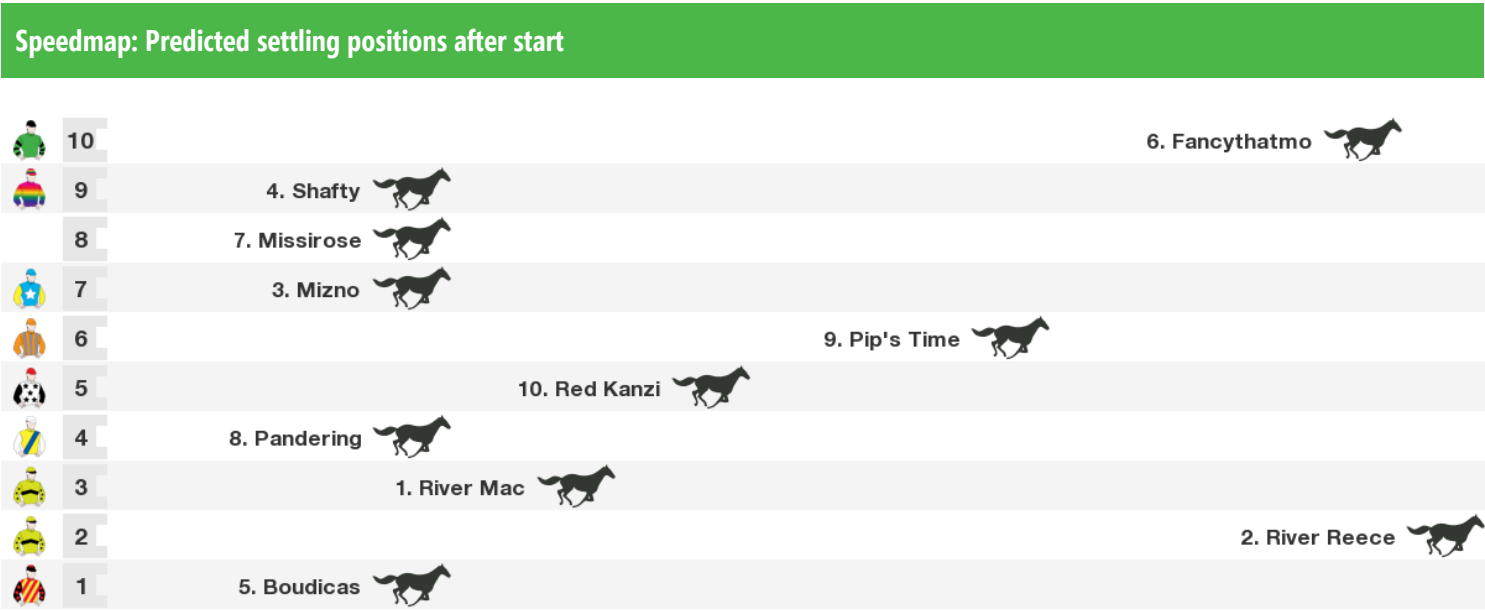 Speedmap: Predicted settling positions after start
10 6. Fancythatmo
9 4. Shafty
8 7. Missirose
7 3. Mizno
6 9. Pip's Time
5 10. Red Kanzi
4 8. Pandering
3 1. River Mac
2 2. River Reece
1 5. Boudicas